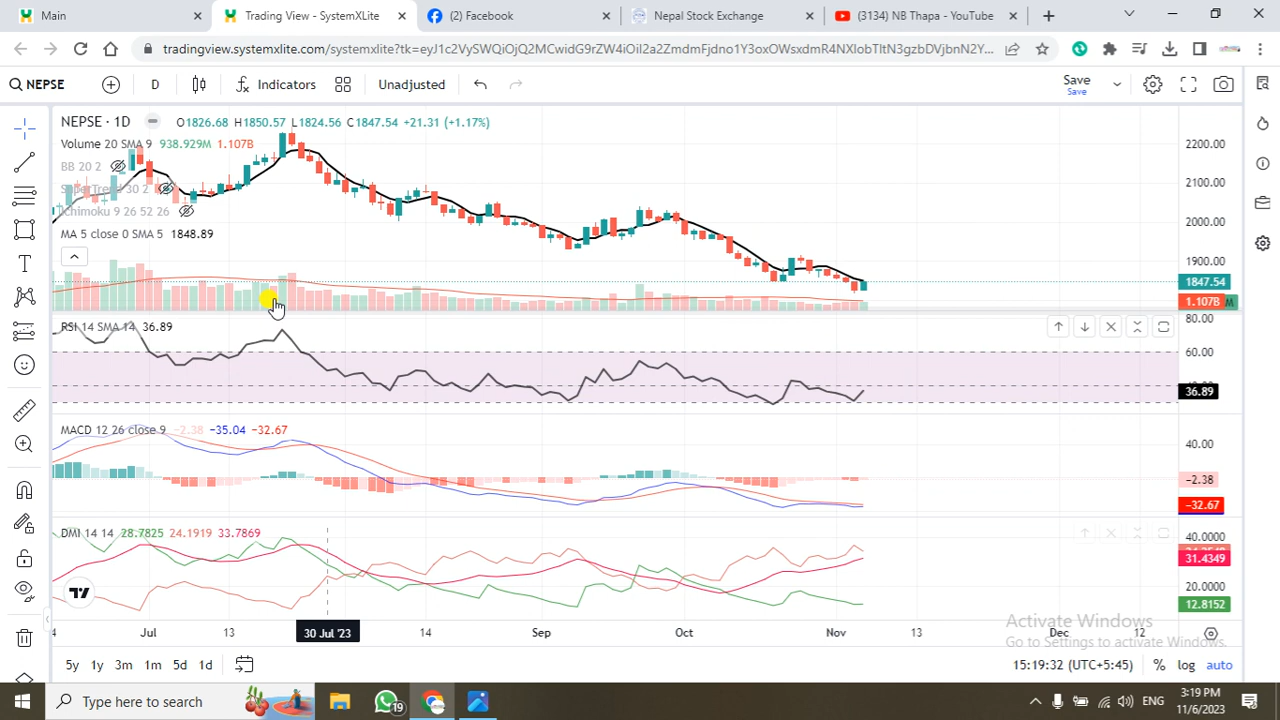 Main
Trading View - SystemXLite
(2) Facebook
Nepal Stock Exchange
(3134) NB Thapa - YouTube
tradingview.systemxlite.com/systemxlite?tk=eyJ1c2VySWQiOjQ2MCwidG9rZW4iOiI2a2ZmdmFjdno1Y3oxOWsxdmR4NXlobTltN3gzbDVjbnN2Y...
NEPSE
D
Indicators
Unadjusted
Save
Save
NEPSE · 1D
O1826.68 H1850.57 L1824.56 C1847.54 +21.31 (+1.17%)
Volume 20 SMA 9 938.929M 1.107B
BB 20 2
SuperTrend 30 2
Ichimoku 9 26 52 26
MA 5 close 0 SMA 5 1848.89
2200.00
2100.00
2000.00
1900.00
1847.54
1.107B M
RSI 14 SMA 14 36.89
80.00
60.00
36.89
MACD 12 26 close 9 -2.38 -35.04 -32.67
40.00
-2.38
-32.67
DMI 14 14 28.7825 24.1919 33.7869
40.0000
31.4349
20.0000
12.8152
Activate Windows
Go to Settings to activate Windows.
4 Jul 13 30 Jul '23 14 Sep Oct Nov 13 Dec 12
5y 1y 3m 1m 5d 1d
15:19:32 (UTC+5:45) % log auto
Type here to search
19
ENG
3:19 PM
11/6/2023